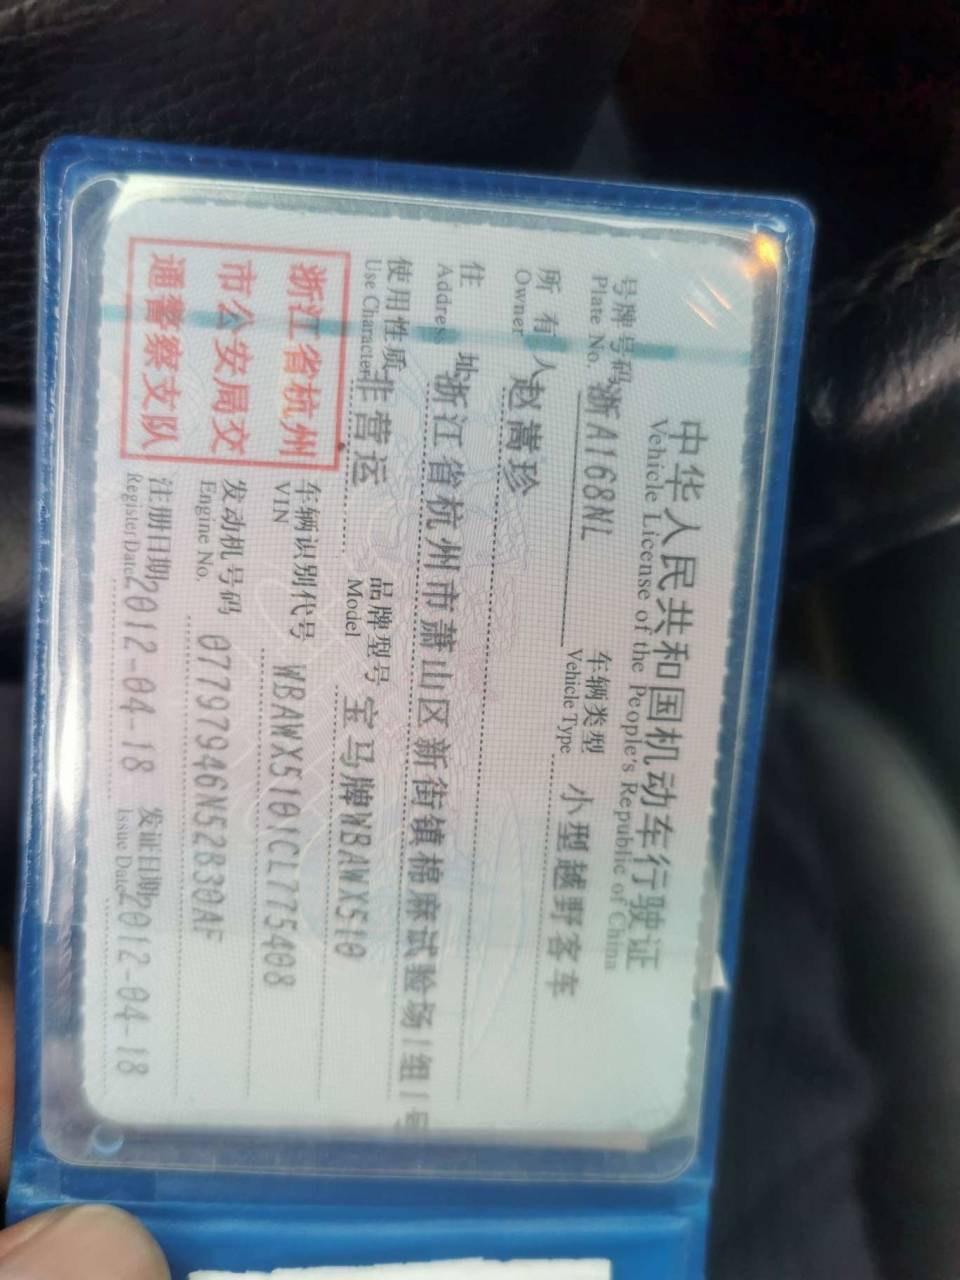 中华人民共和国机动车行驶证
Vehicle License of the People's Republic of China
号牌号码 浙A168NL 车辆类型 小型越野客车
Plate No. Vehicle Type
所有人 赵嵩珍
Owner
住址 浙江省杭州市萧山区新街镇棉麻试验场1组1号
Address
使用性质 非营运 品牌型号 宝马牌WBAWX510
Use Character Model
浙江省杭州
市公安局交
通警察支队
车辆识别代号 WBAWX5101CL775408
VIN
发动机号码 07797946N52B30AF
Engine No.
注册日期 2012-04-18 发证日期 2012-04-18
Register Date Issue Date